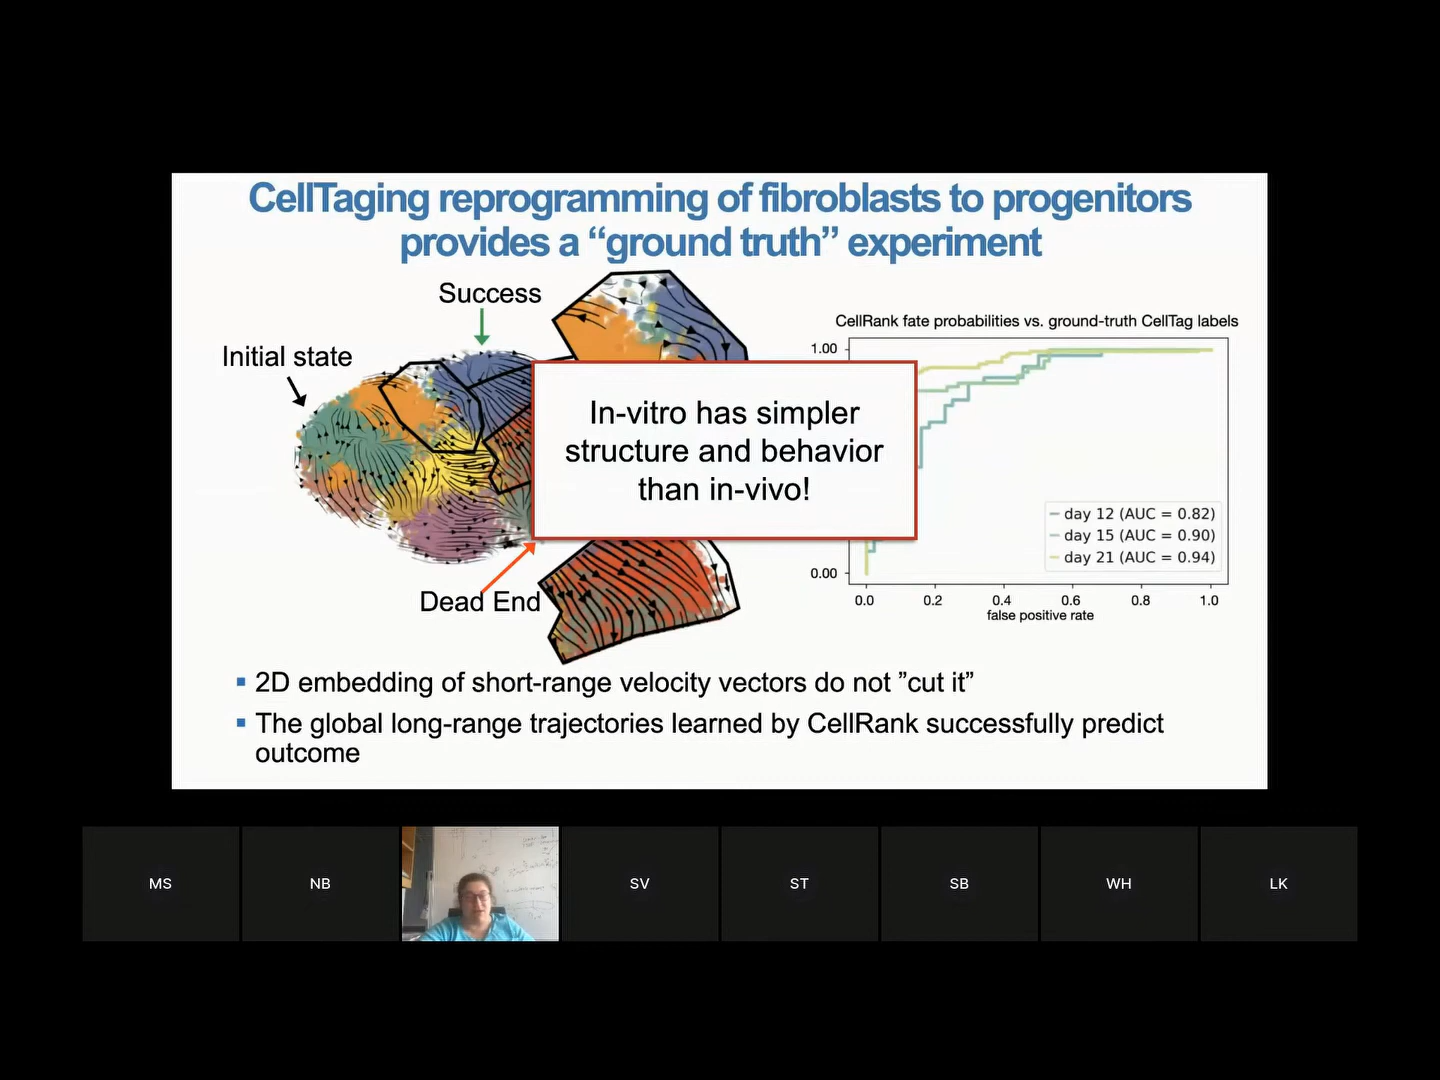 CellTaging reprogramming of fibroblasts to progenitors
provides a “ground truth” experiment
Success
Initial state
Dead End
In-vitro has simpler
structure and behavior
than in-vivo!
CellRank fate probabilities vs. ground-truth CellTag labels
1.00
0.00
day 12 (AUC = 0.82)
day 15 (AUC = 0.90)
day 21 (AUC = 0.94)
0.0 0.2 0.4 0.6 0.8 1.0
false positive rate
2D embedding of short-range velocity vectors do not ”cut it”
The global long-range trajectories learned by CellRank successfully predict
outcome
MS NB SV ST SB WH LK